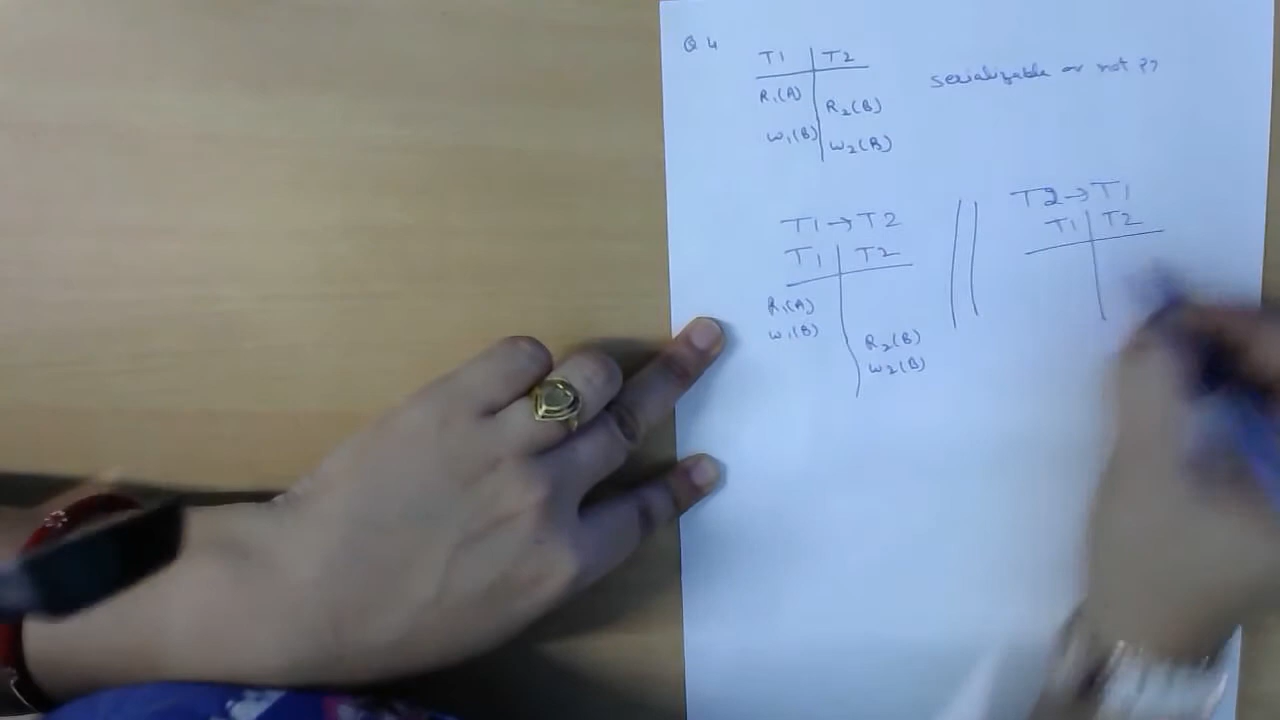 Q 4
T1 T2
serializable or not ??
R1(A)
R2(B)
W1(B)
W2(B)
T1 → T2
T1 T2
R1(A)
W1(B)
R2(B)
W2(B)
T2 → T1
T1 T2